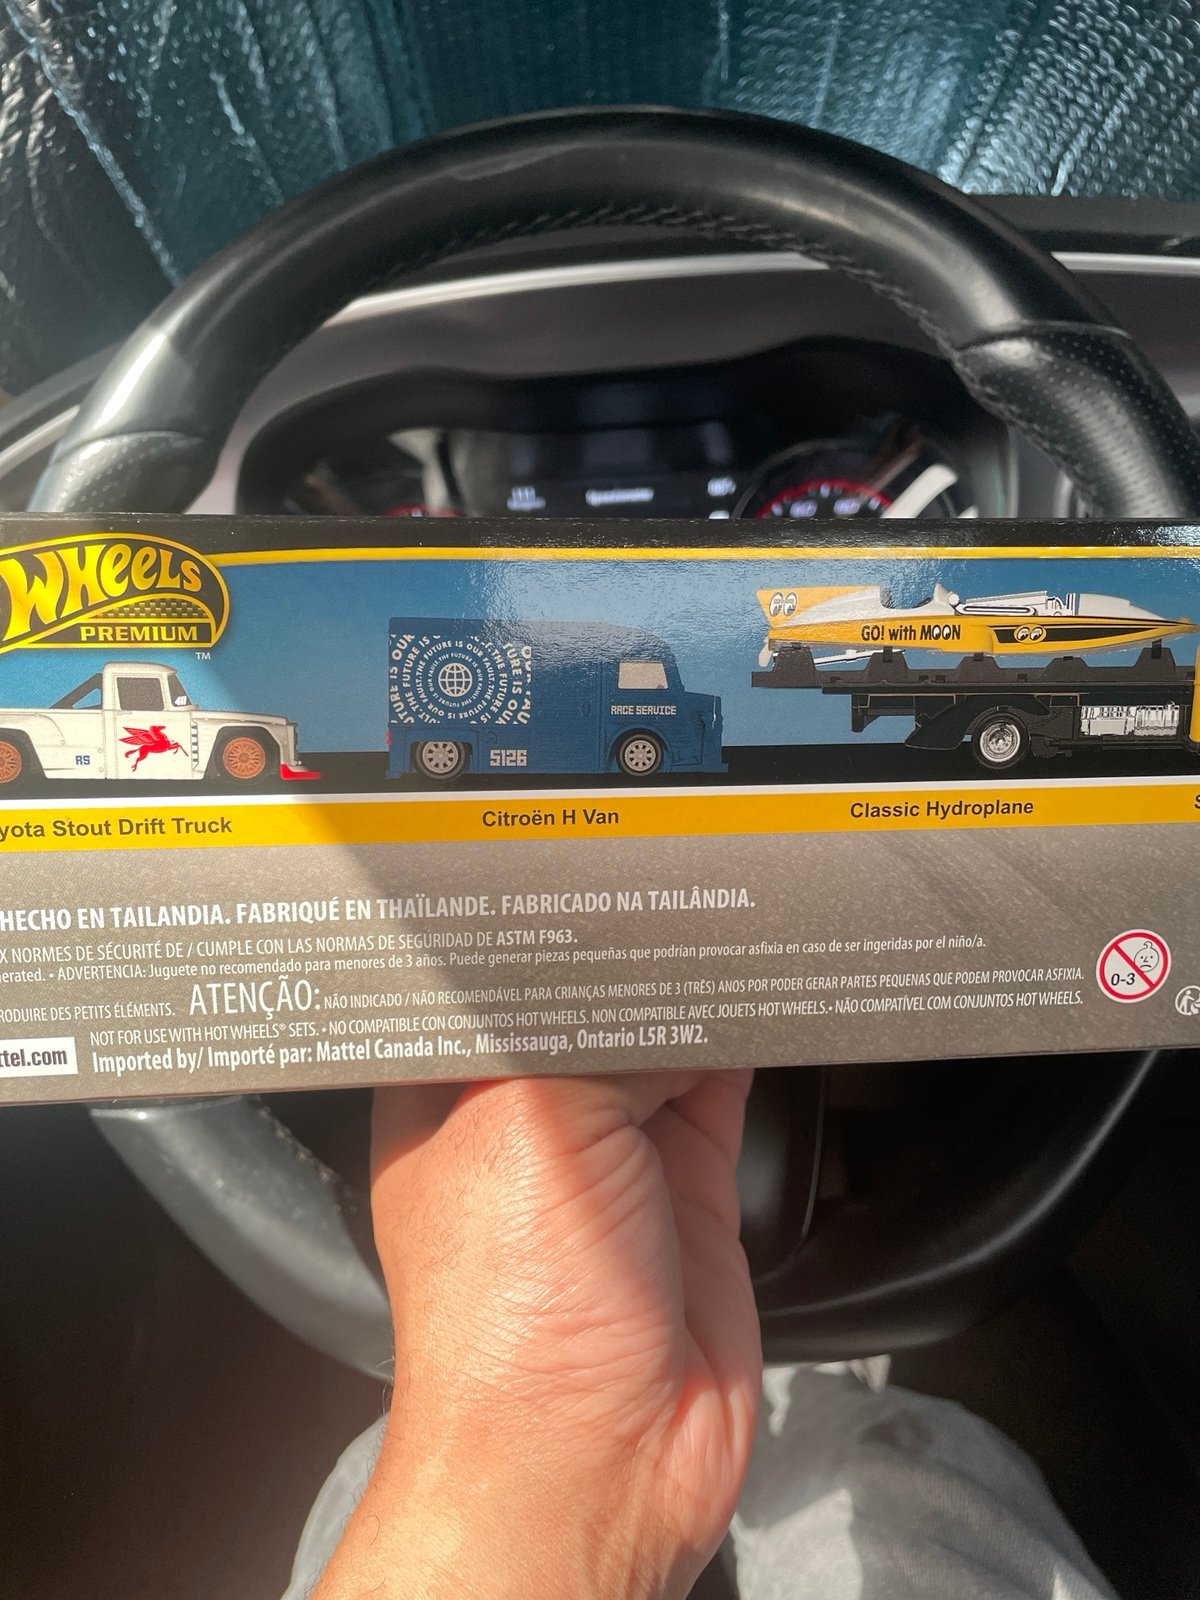 WHEELS
PREMIUM
TM
RS
THE FUTURE IS OUR FAULT.
RACE SERVICE
5126
GO! with MOON
yota Stout Drift Truck
Citroën H Van
Classic Hydroplane
S
HECHO EN TAILANDIA. FABRIQUÉ EN THAÏLANDE. FABRICADO NA TAILÂNDIA.
X NORMES DE SÉCURITÉ DE / CUMPLE CON LAS NORMAS DE SEGURIDAD DE ASTM F963.
nerated. • ADVERTENCIA: Juguete no recomendado para menores de 3 años. Puede generar piezas pequeñas que podrían provocar asfixia en caso de ser ingeridas por el niño/a.
RODUIRE DES PETITS ÉLÉMENTS. ATENÇÃO: NÃO INDICADO / NÃO RECOMENDÁVEL PARA CRIANÇAS MENORES DE 3 (TRÊS) ANOS POR PODER GERAR PARTES PEQUENAS QUE PODEM PROVOCAR ASFIXIA.
NOT FOR USE WITH HOT WHEELS® SETS. • NO COMPATIBLE CON CONJUNTOS HOT WHEELS. NON COMPATIBLE AVEC JOUETS HOT WHEELS. • NÃO COMPATÍVEL COM CONJUNTOS HOT WHEELS.
ttel.com
Imported by/ Importé par: Mattel Canada Inc., Mississauga, Ontario L5R 3W2.
0-3